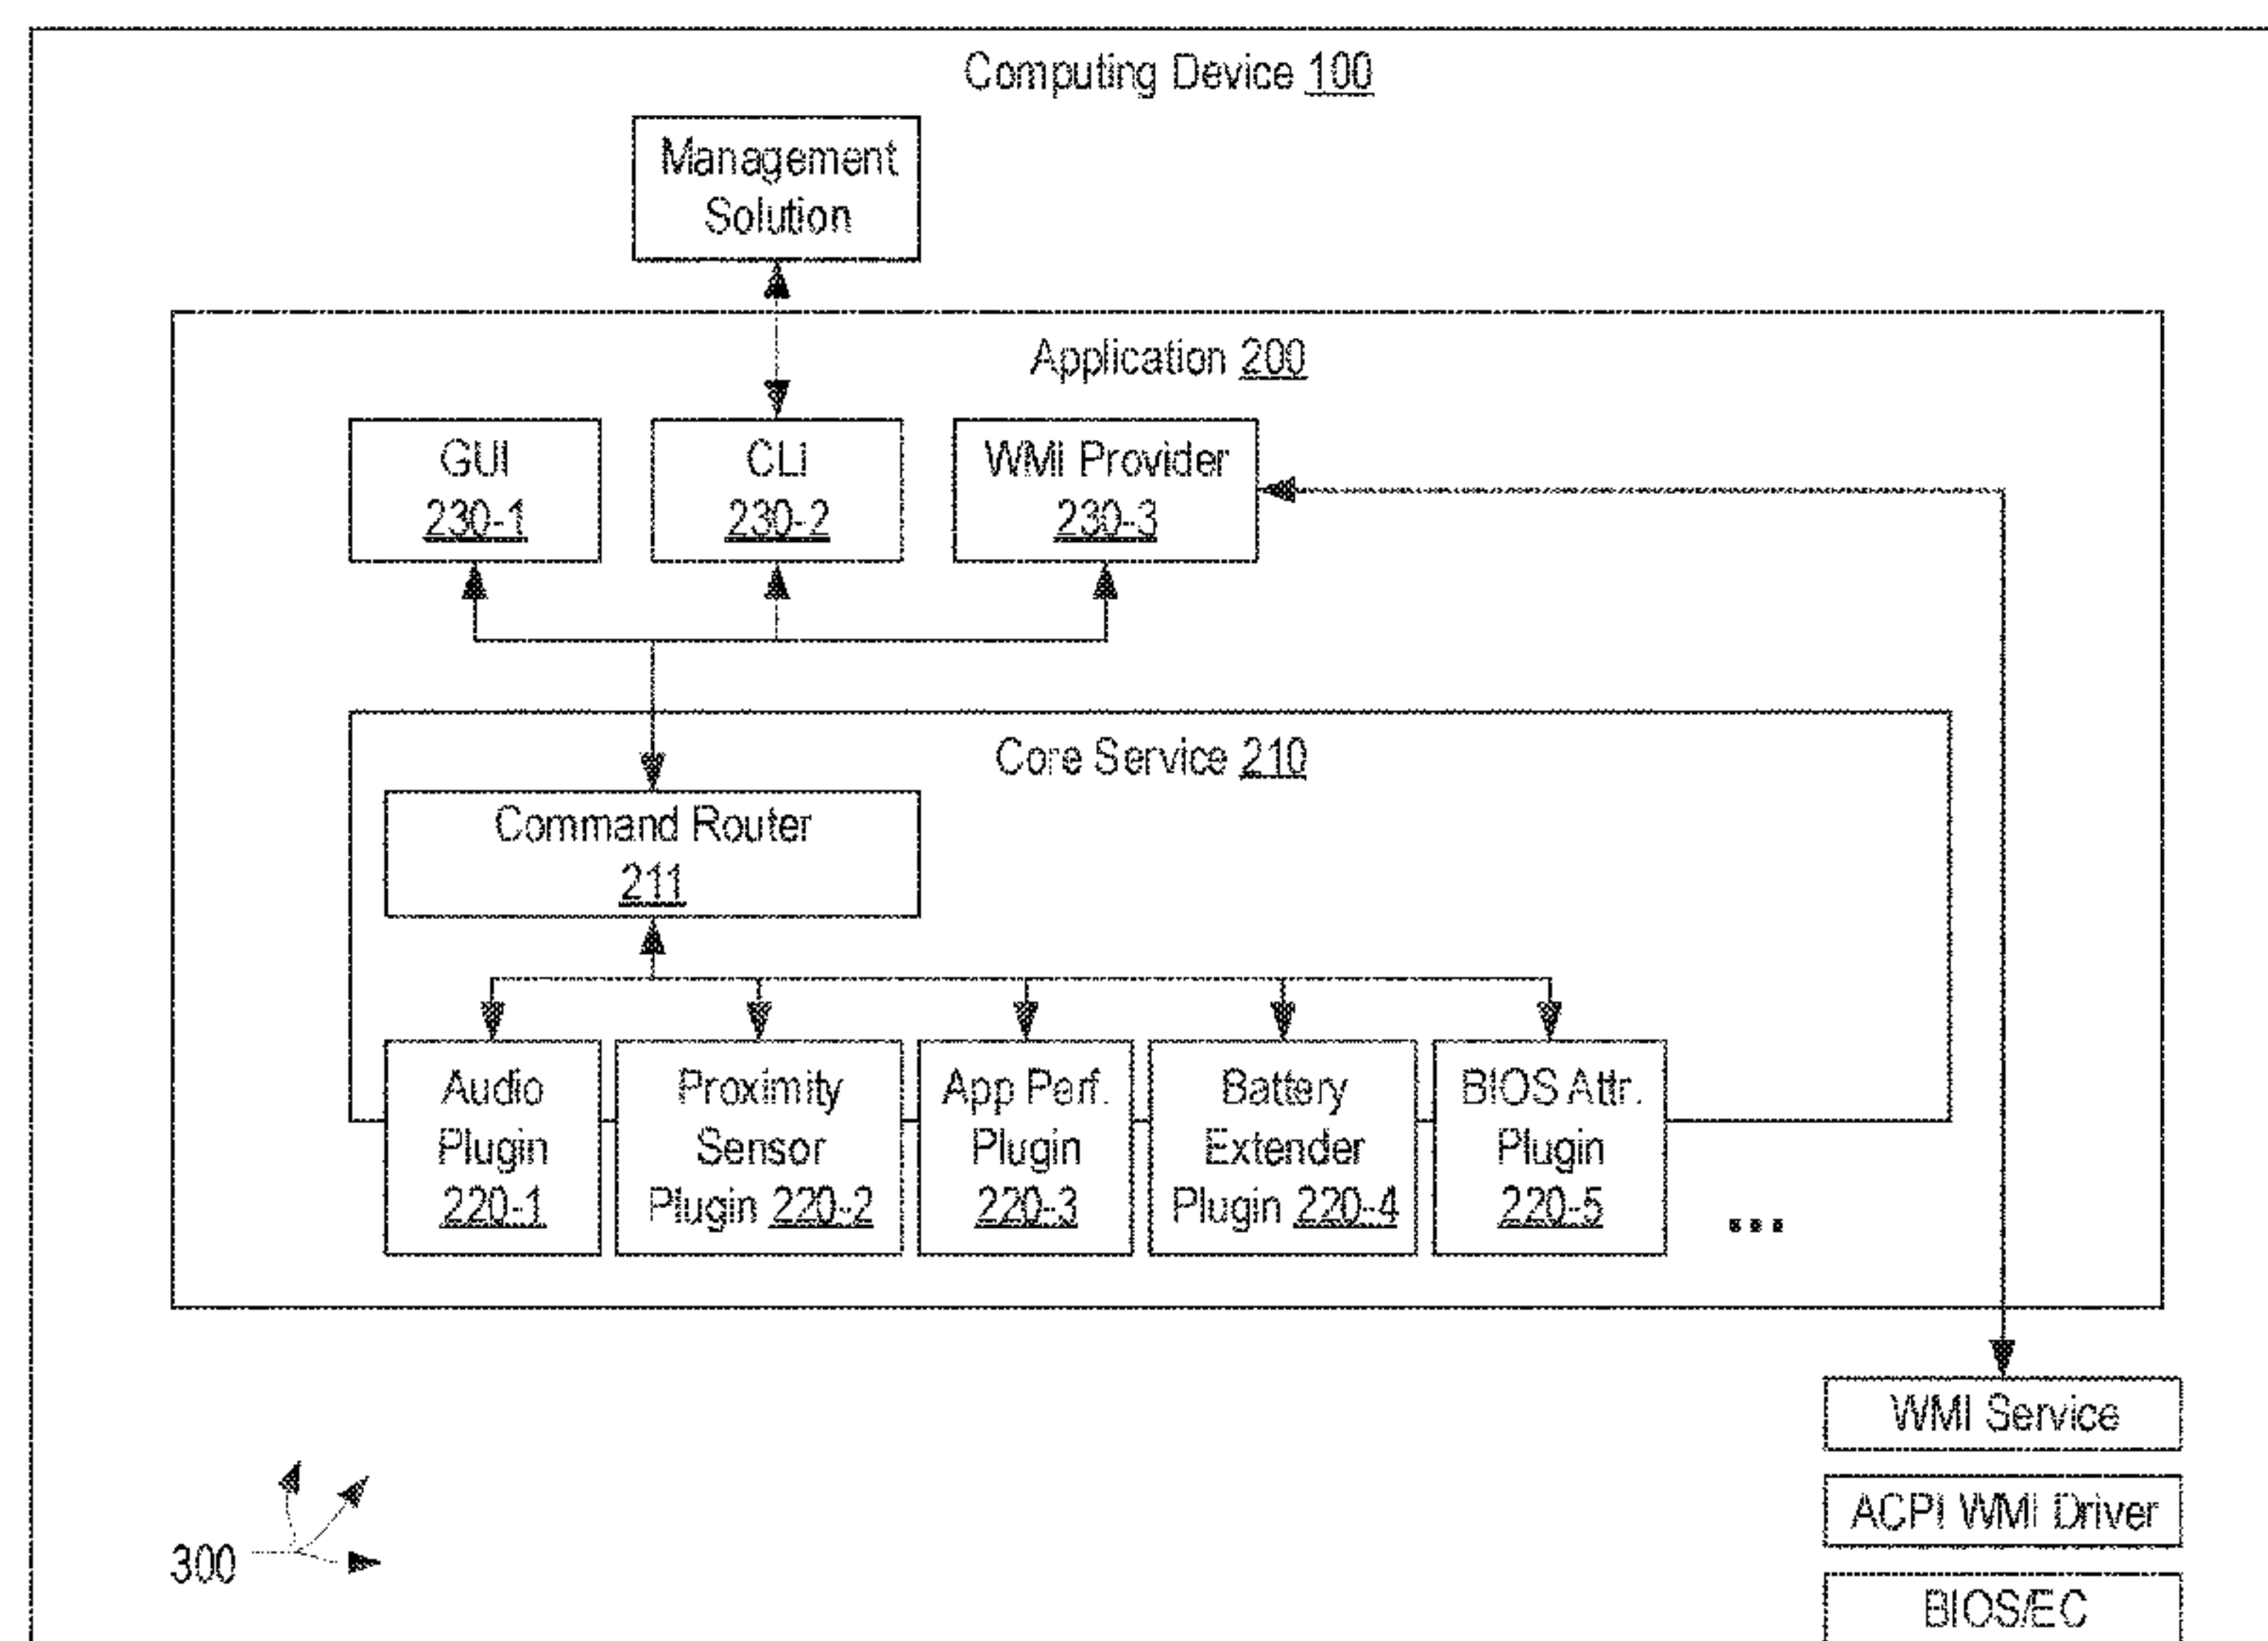 Computing Device 100
Management
Solution
Application 200
GUI
230-1
CLI
230-2
WMI Provider
230-3
Core Service 210
Command Router
211
Audio
Plugin
220-1
Proximity
Sensor
Plugin 220-2
App Perf.
Plugin
220-3
Battery
Extender
Plugin 220-4
BIOS Attr.
Plugin
220-5
...
WMI Service
ACPI WMI Driver
BIOS/EC
300